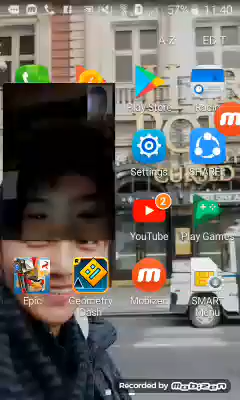 57% 11:40
A-Z EDIT
Play Store
Settings SHAREit
YouTube Play Games
2
Epic Geometry Dash Mobizen SMART Menu
Recorded by mobizen